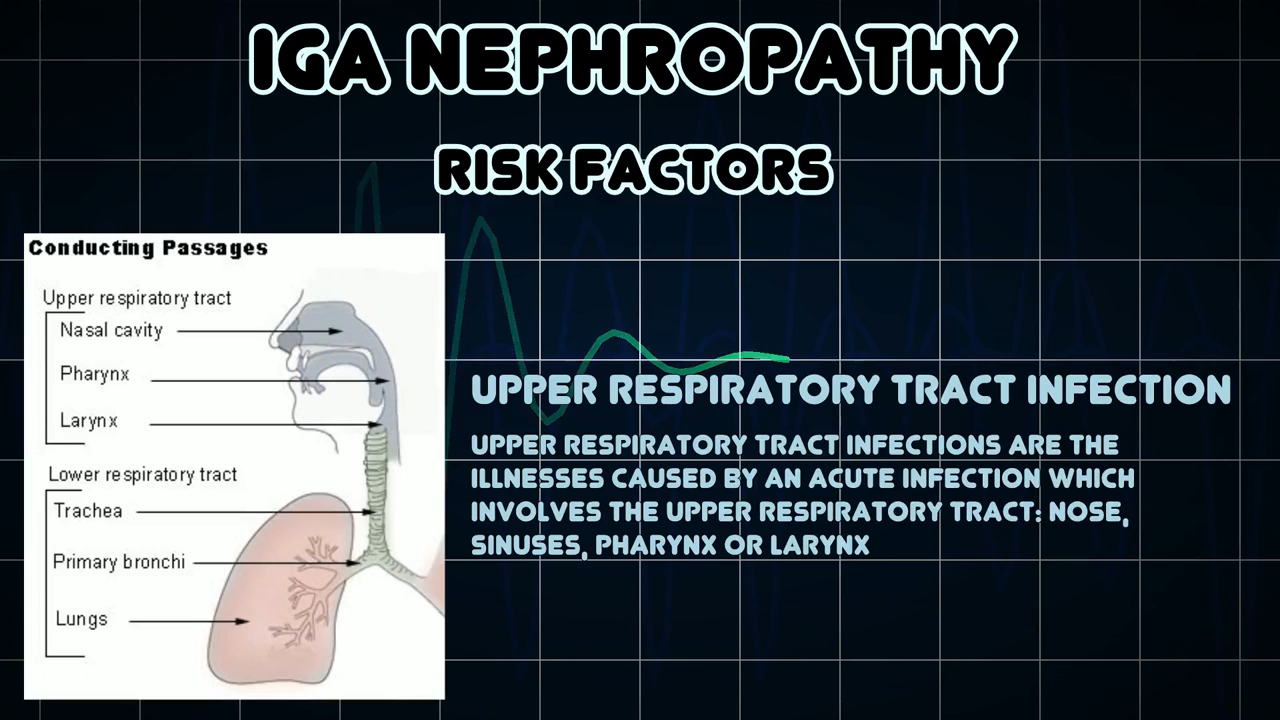 IGA NEPHROPATHY
RISK FACTORS
Conducting Passages
Upper respiratory tract
Nasal cavity
Pharynx
Larynx
Lower respiratory tract
Trachea
Primary bronchi
Lungs
UPPER RESPIRATORY TRACT INFECTION
UPPER RESPIRATORY TRACT INFECTIONS ARE THE
ILLNESSES CAUSED BY AN ACUTE INFECTION WHICH
INVOLVES THE UPPER RESPIRATORY TRACT: NOSE,
SINUSES, PHARYNX OR LARYNX